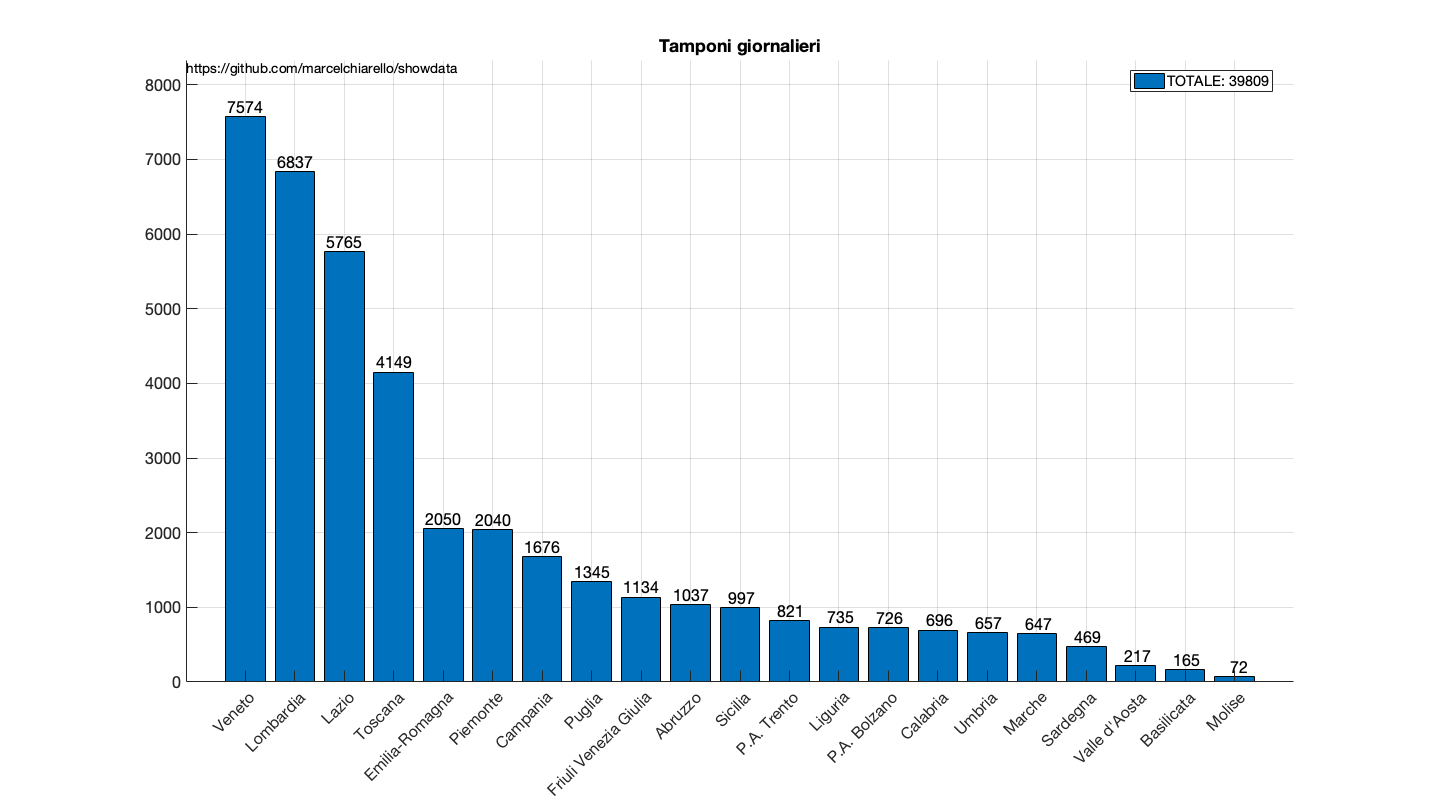 Tamponi giornalieri
https://github.com/marcelchiarello/showdata
TOTALE: 39809
8000
7000
6000
5000
4000
3000
2000
1000
0
7574
6837
5765
4149
2050
2040
1676
1345
1134
1037
997
821
735
726
696
657
647
469
217
165
72
Veneto
Lombardia
Lazio
Toscana
Emilia-Romagna
Piemonte
Campania
Puglia
Friuli Venezia Giulia
Abruzzo
Sicilia
P.A. Trento
Liguria
P.A. Bolzano
Calabria
Umbria
Marche
Sardegna
Valle d'Aosta
Basilicata
Molise